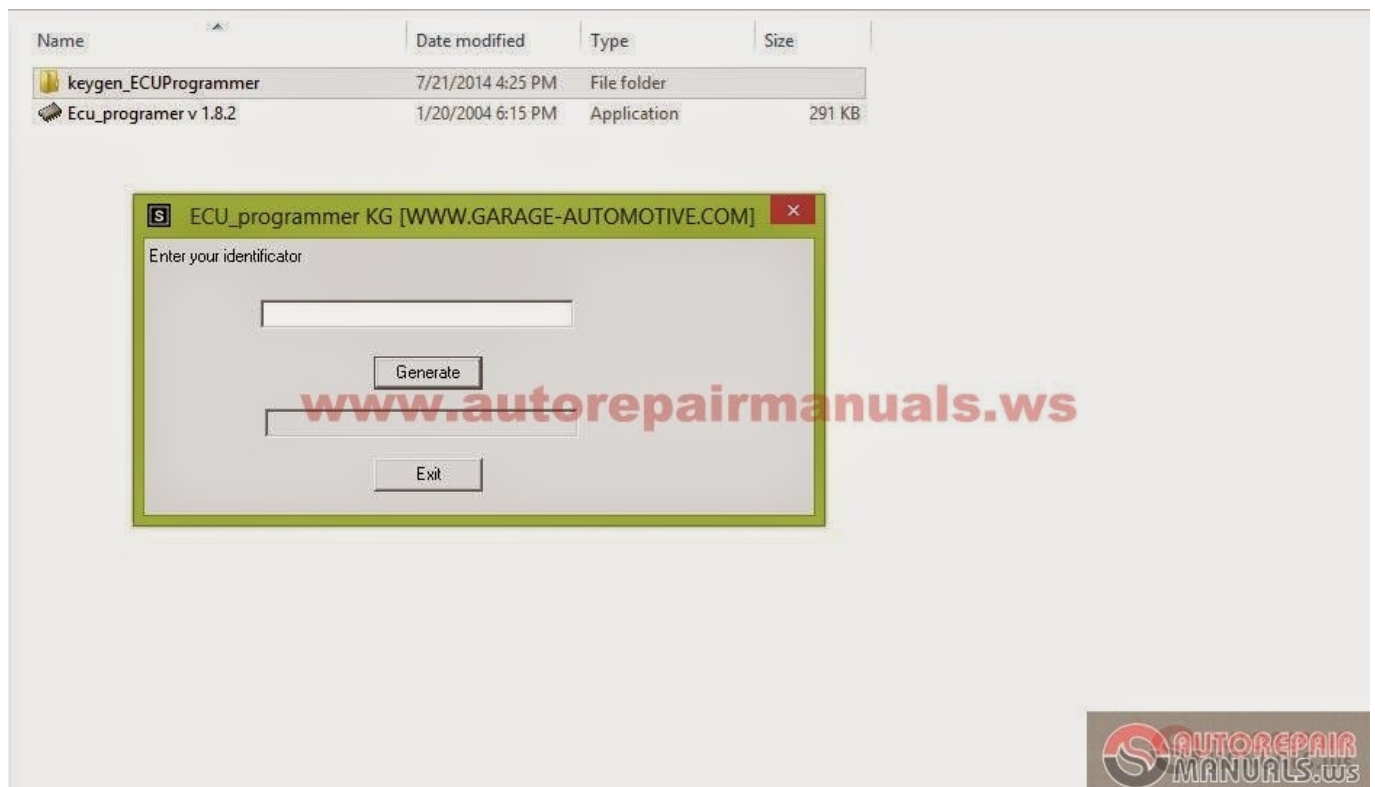 Name Date modified Type Size
keygen_ECUProgrammer 7/21/2014 4:25 PM File folder
Ecu_programer v 1.8.2 1/20/2004 6:15 PM Application 291 KB
S ECU_programmer KG [WWW.GARAGE-AUTOMOTIVE.COM]
Enter your identificator
Generate
www.autorepairmanuals.ws
Exit
AUTOREPAIR
MANUALS.WS